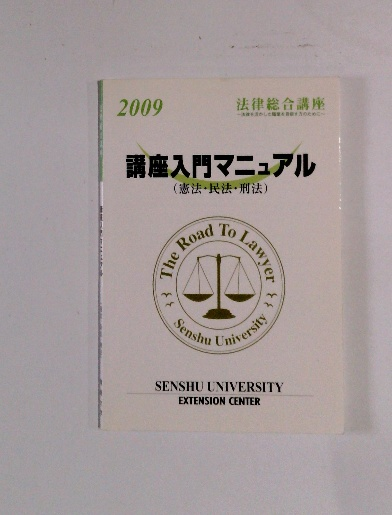 2009
法律総合講座
講座入門マニュアル
(憲法・民法・刑法)
The Road To Lawyer
Senshu University
SENSHU UNIVERSITY
EXTENSION CENTER